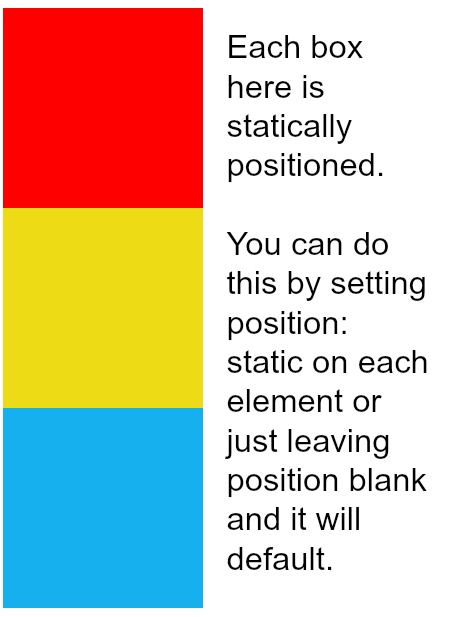 Each box
here is
statically
positioned.
You can do
this by setting
position:
static on each
element or
just leaving
position blank
and it will
default.